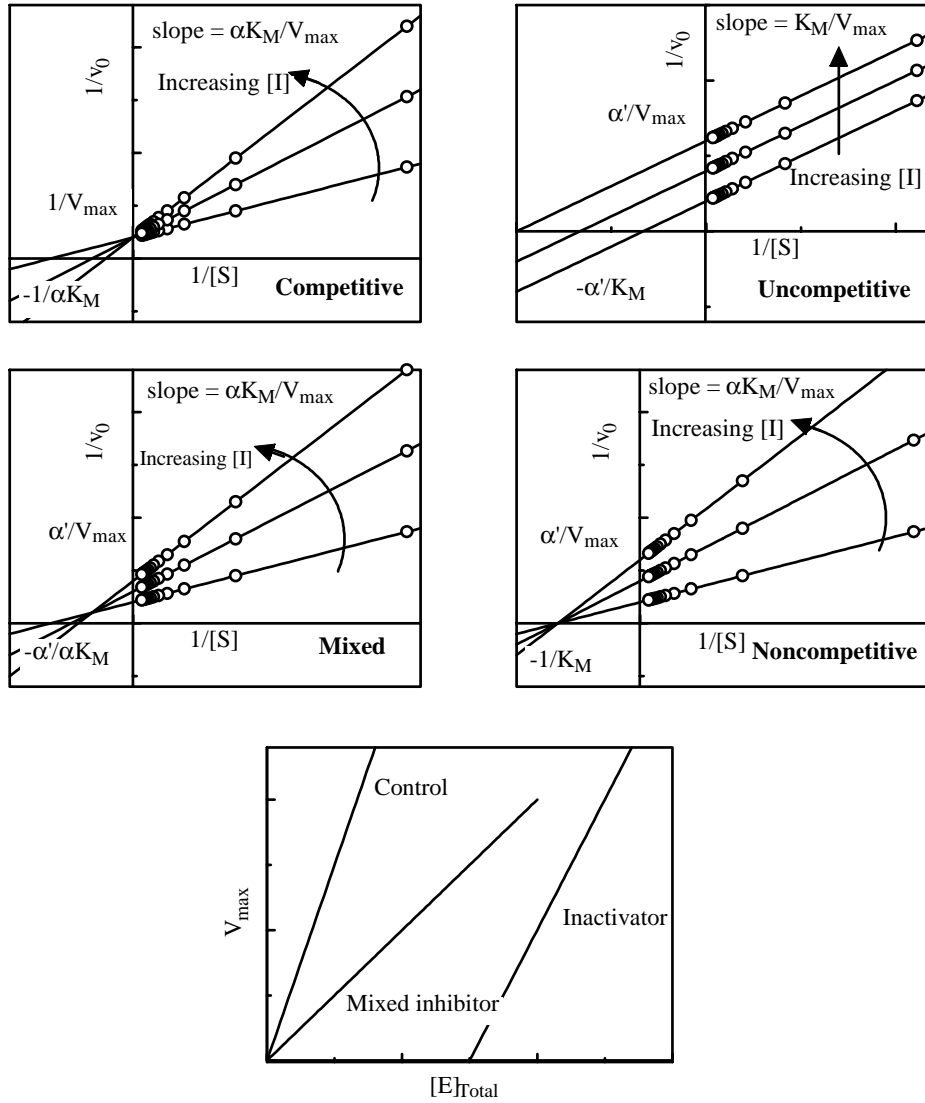 slope = αK_M/V_max
1/v_0
Increasing [I]
1/V_max
1/[S]
-1/αK_M
Competitive
slope = K_M/V_max
1/v_0
α'/V_max
Increasing [I]
1/[S]
-α'/K_M
Uncompetitive
slope = αK_M/V_max
1/v_0
Increasing [I]
α'/V_max
1/[S]
-α'/αK_M
Mixed
slope = αK_M/V_max
Increasing [I]
1/v_0
α'/V_max
1/[S]
-1/K_M
Noncompetitive
Control
V_max
Inactivator
Mixed inhibitor
[E]_Total